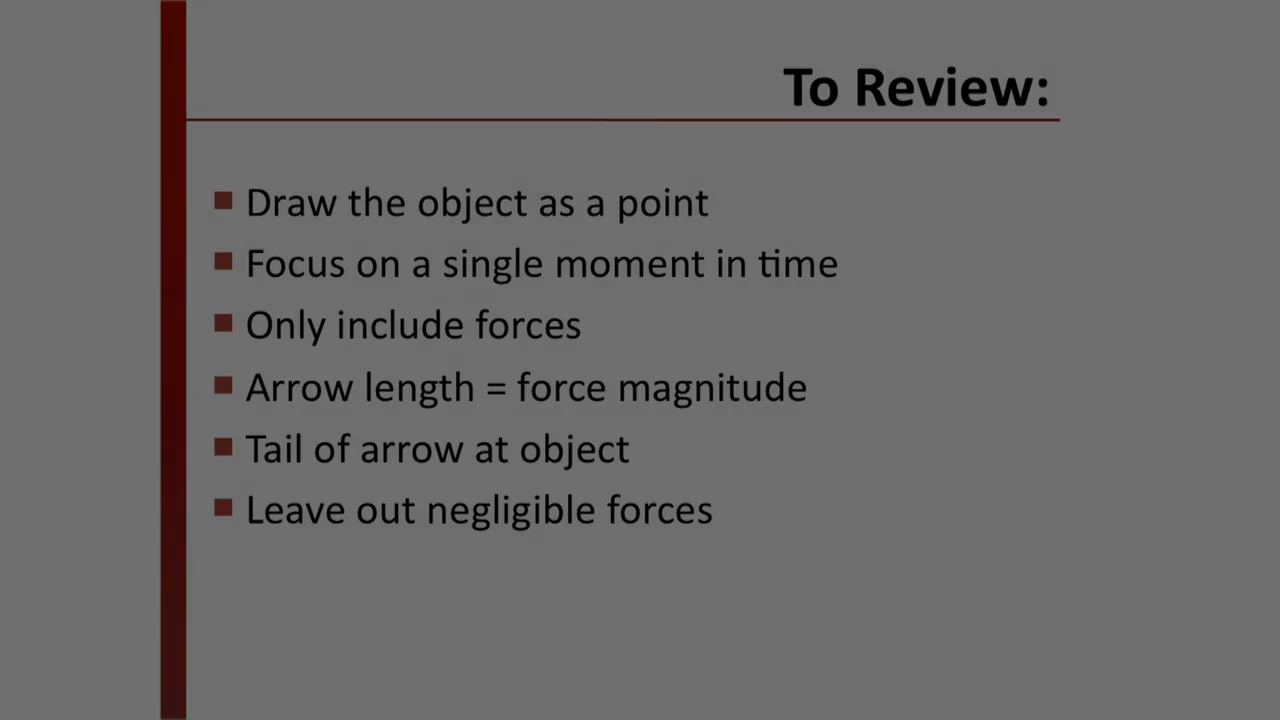 To Review:
Draw the object as a point
Focus on a single moment in time
Only include forces
Arrow length = force magnitude
Tail of arrow at object
Leave out negligible forces